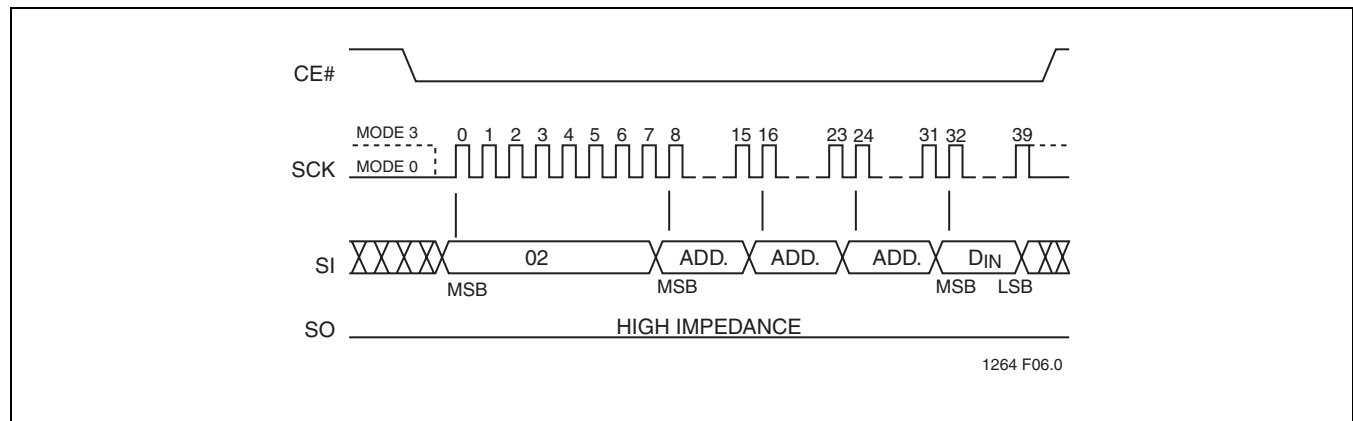 CE#
MODE 3
0 1 2 3 4 5 6 7 8 15 16 23 24 31 32 39
SCK
MODE 0
SI
02
ADD.
ADD.
ADD.
DIN
MSB
MSB
MSB
LSB
SO
HIGH IMPEDANCE
1264 F06.0